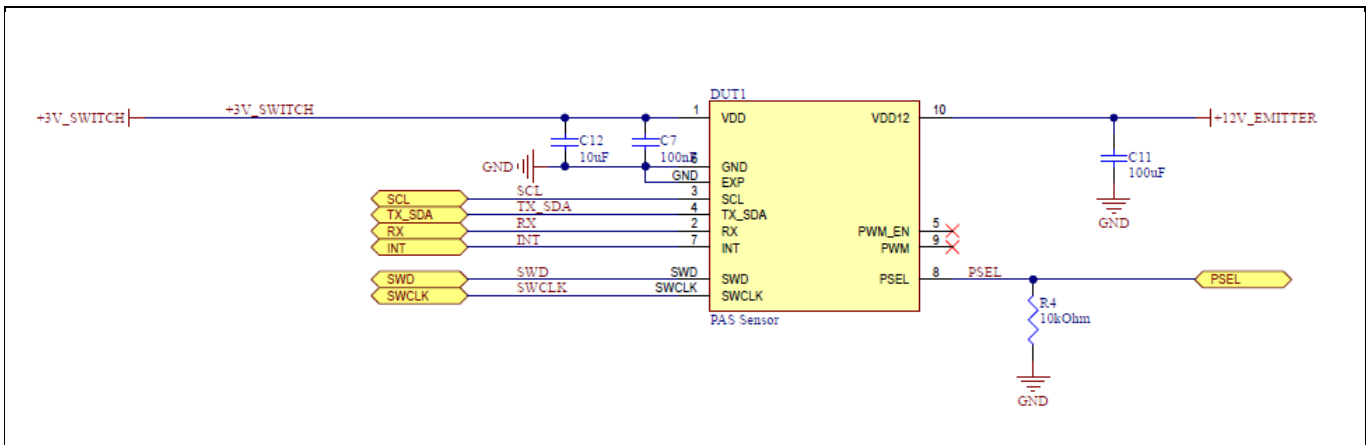 DUT1
+3V_SWITCH
+3V_SWITCH
1
VDD
VDD12
10
+12V_EMITTER
C12
10uF
C7
100nF
C11
100uF
GND
6
GND
GND
EXP
SCL
SCL
3
SCL
TX_SDA
TX_SDA
4
TX_SDA
RX
RX
2
RX
INT
INT
7
INT
PWM_EN
5
PWM
9
GND
SWD
SWD
SWD
SWD
SWCLK
SWCLK
SWCLK
SWCLK
PSEL
8
PSEL
PSEL
PAS Sensor
R4
10kOhm
GND